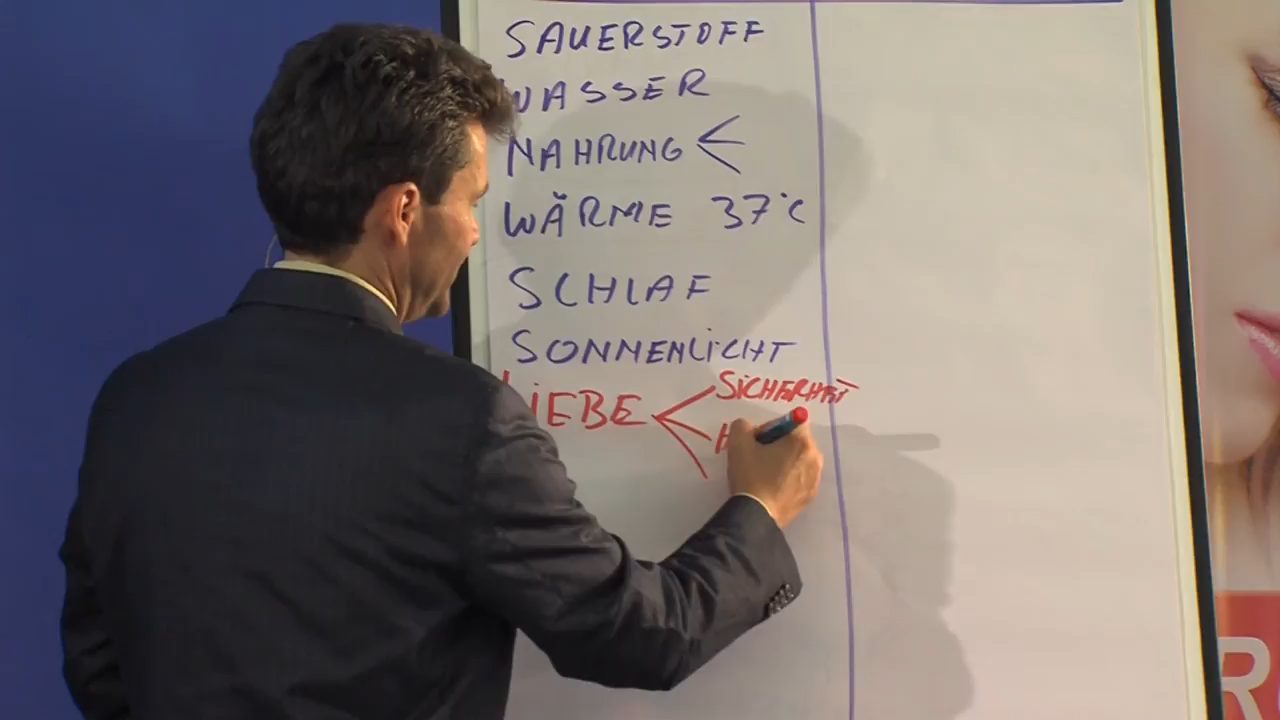 SAUERSTOFF
WASSER
NAHRUNG
WÄRME 37°C
SCHLAF
SONNENLICHT
LIEBE SICHERHEIT
R